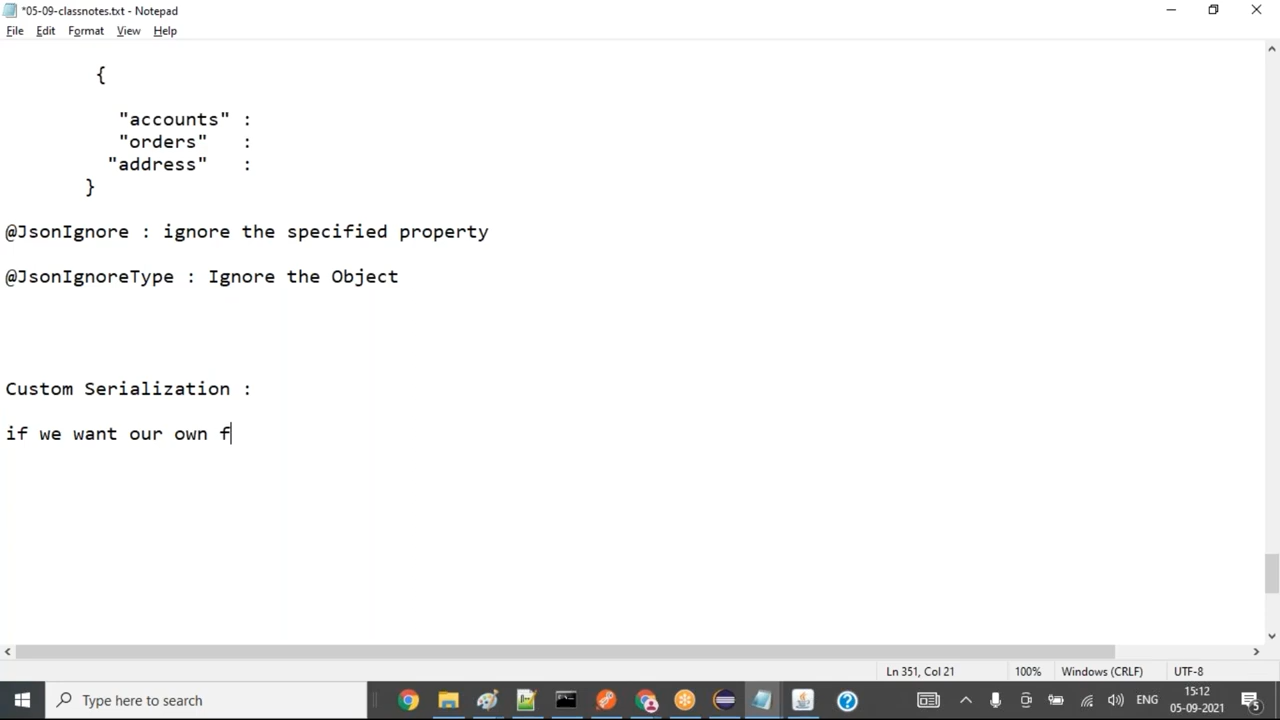 *05-09-classnotes.txt - Notepad
File Edit Format View Help
{
"accounts" :
"orders" :
"address" :
}
@JsonIgnore : ignore the specified property
@JsonIgnoreType : Ignore the Object
Custom Serialization :
if we want our own f
Ln 351, Col 21 100% Windows (CRLF) UTF-8
Type here to search
ENG
15:12
05-09-2021
5